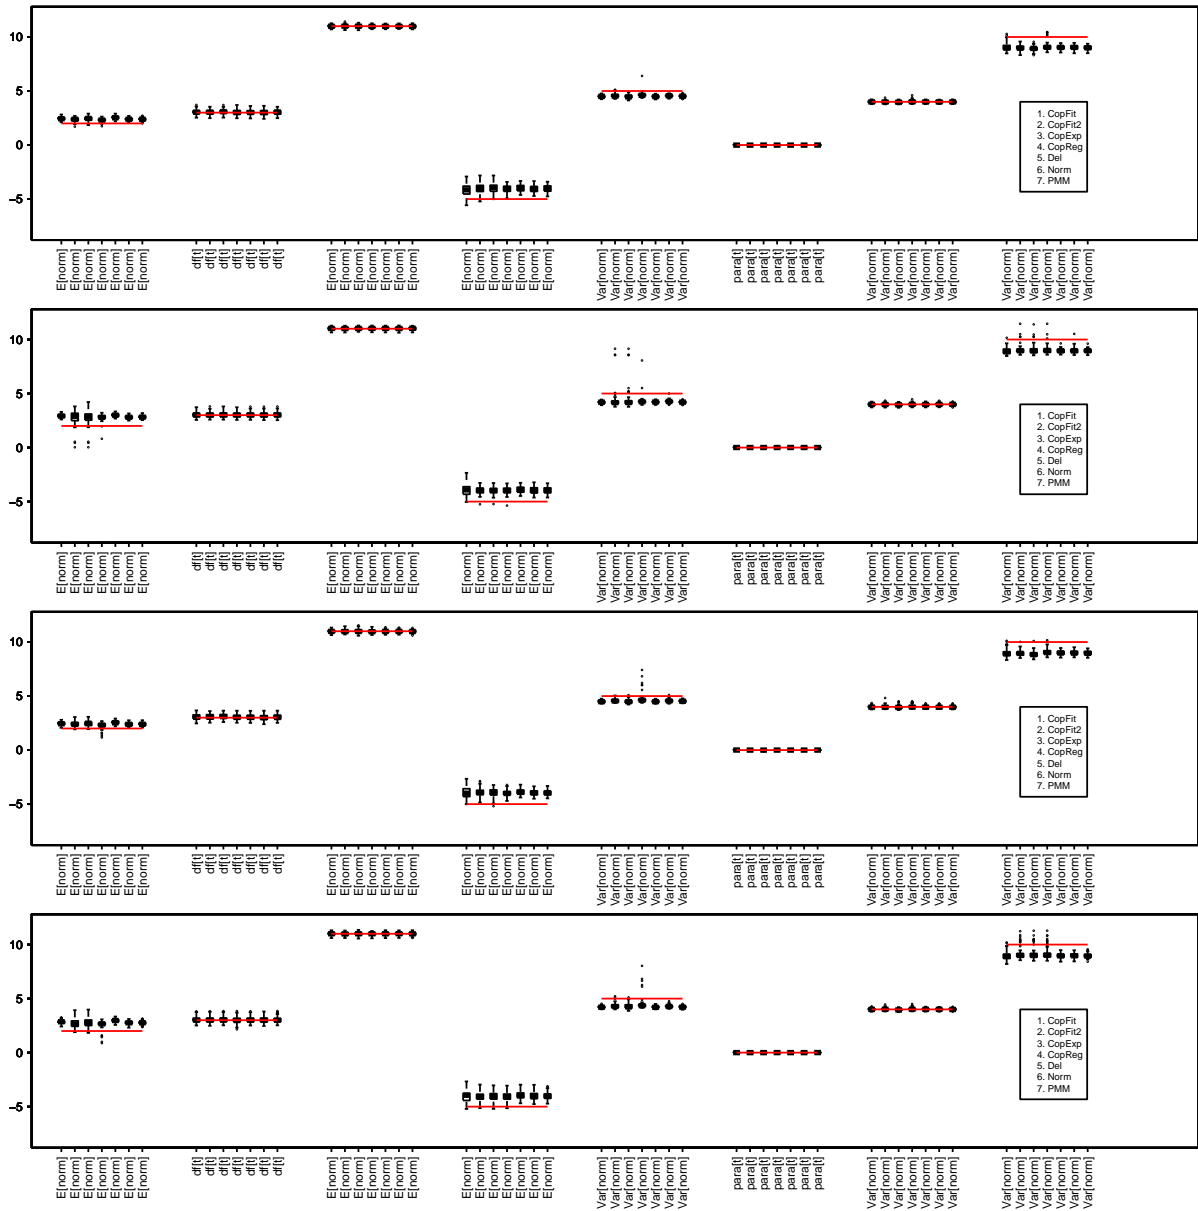 10
5
0
−5
1. CopFit
2. CopFit2
3. CopExp
4. CopReg
5. Del
6. Norm
7. PMM
E[norm] E[norm] E[norm] E[norm] E[norm] E[norm] E[norm] df[t] df[t] df[t] df[t] df[t] df[t] df[t] E[norm] E[norm] E[norm] E[norm] E[norm] E[norm] E[norm] E[norm] E[norm] E[norm] E[norm] E[norm] E[norm] E[norm] Var[norm] Var[norm] Var[norm] Var[norm] Var[norm] Var[norm] Var[norm] para[t] para[t] para[t] para[t] para[t] para[t] para[t] Var[norm] Var[norm] Var[norm] Var[norm] Var[norm] Var[norm] Var[norm] Var[norm] Var[norm] Var[norm] Var[norm] Var[norm] Var[norm] Var[norm]
10
5
0
−5
1. CopFit
2. CopFit2
3. CopExp
4. CopReg
5. Del
6. Norm
7. PMM
E[norm] E[norm] E[norm] E[norm] E[norm] E[norm] E[norm] df[t] df[t] df[t] df[t] df[t] df[t] df[t] E[norm] E[norm] E[norm] E[norm] E[norm] E[norm] E[norm] E[norm] E[norm] E[norm] E[norm] E[norm] E[norm] E[norm] Var[norm] Var[norm] Var[norm] Var[norm] Var[norm] Var[norm] Var[norm] para[t] para[t] para[t] para[t] para[t] para[t] para[t] Var[norm] Var[norm] Var[norm] Var[norm] Var[norm] Var[norm] Var[norm] Var[norm] Var[norm] Var[norm] Var[norm] Var[norm] Var[norm] Var[norm]
10
5
0
−5
1. CopFit
2. CopFit2
3. CopExp
4. CopReg
5. Del
6. Norm
7. PMM
E[norm] E[norm] E[norm] E[norm] E[norm] E[norm] E[norm] df[t] df[t] df[t] df[t] df[t] df[t] df[t] E[norm] E[norm] E[norm] E[norm] E[norm] E[norm] E[norm] E[norm] E[norm] E[norm] E[norm] E[norm] E[norm] E[norm] Var[norm] Var[norm] Var[norm] Var[norm] Var[norm] Var[norm] Var[norm] para[t] para[t] para[t] para[t] para[t] para[t] para[t] Var[norm] Var[norm] Var[norm] Var[norm] Var[norm] Var[norm] Var[norm] Var[norm] Var[norm] Var[norm] Var[norm] Var[norm] Var[norm] Var[norm]
10
5
0
−5
1. CopFit
2. CopFit2
3. CopExp
4. CopReg
5. Del
6. Norm
7. PMM
E[norm] E[norm] E[norm] E[norm] E[norm] E[norm] E[norm] df[t] df[t] df[t] df[t] df[t] df[t] df[t] E[norm] E[norm] E[norm] E[norm] E[norm] E[norm] E[norm] E[norm] E[norm] E[norm] E[norm] E[norm] E[norm] E[norm] Var[norm] Var[norm] Var[norm] Var[norm] Var[norm] Var[norm] Var[norm] para[t] para[t] para[t] para[t] para[t] para[t] para[t] Var[norm] Var[norm] Var[norm] Var[norm] Var[norm] Var[norm] Var[norm] Var[norm] Var[norm] Var[norm] Var[norm] Var[norm] Var[norm] Var[norm]